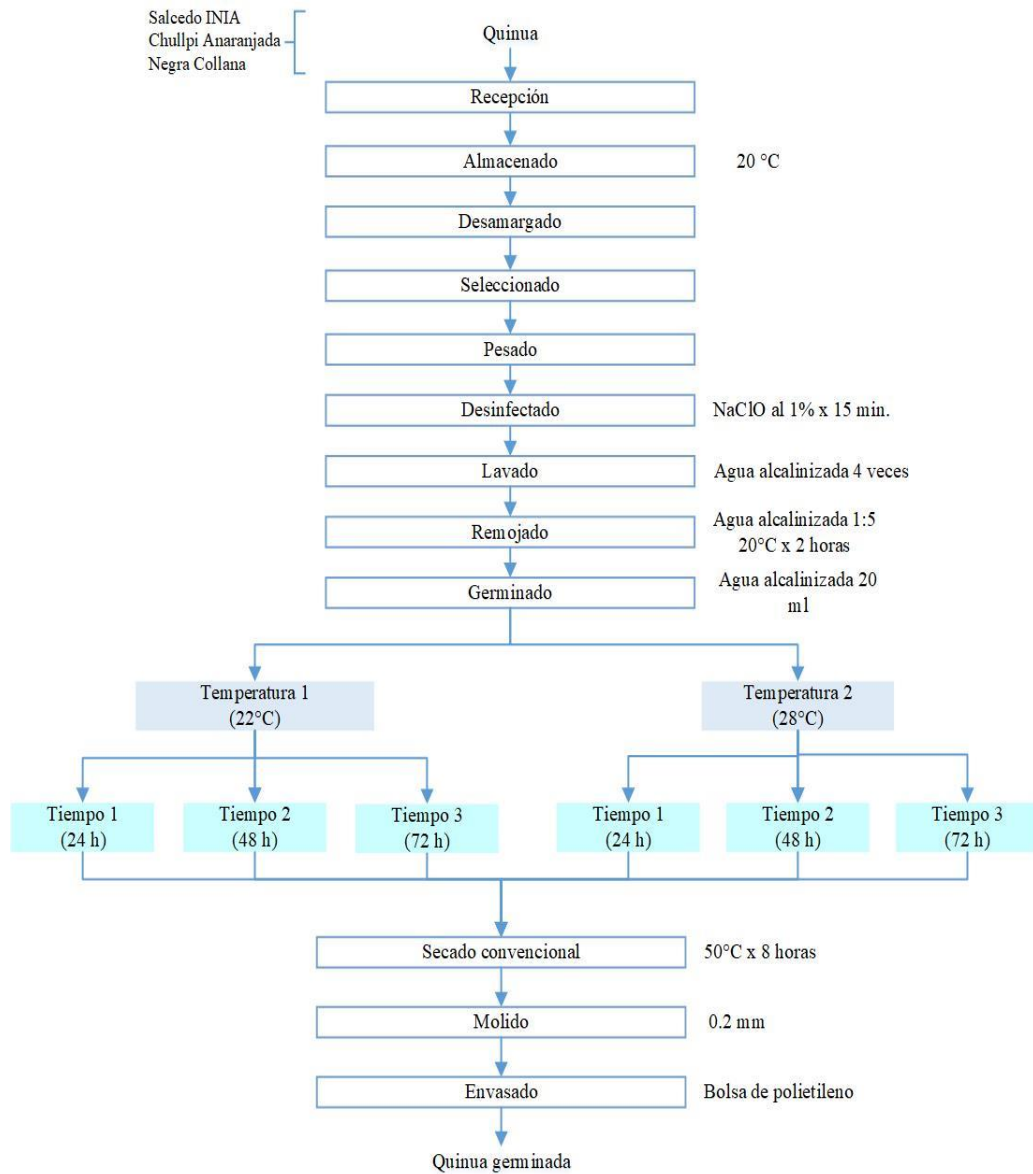 Salcedo INIA
Chullpi Anaranjada
Negra Collana
Quinua
Recepción
Almacenado
20 °C
Desamargado
Seleccionado
Pesado
Desinfectado
NaClO al 1% x 15 min.
Lavado
Agua alcalinizada 4 veces
Remojado
Agua alcalinizada 1:5
20°C x 2 horas
Germinado
Agua alcalinizada 20
ml
Temperatura 1
(22°C)
Temperatura 2
(28°C)
Tiempo 1
(24 h)
Tiempo 2
(48 h)
Tiempo 3
(72 h)
Tiempo 1
(24 h)
Tiempo 2
(48 h)
Tiempo 3
(72 h)
Secado convencional
50°C x 8 horas
Molido
0.2 mm
Envasado
Bolsa de polietileno
Quinua germinada